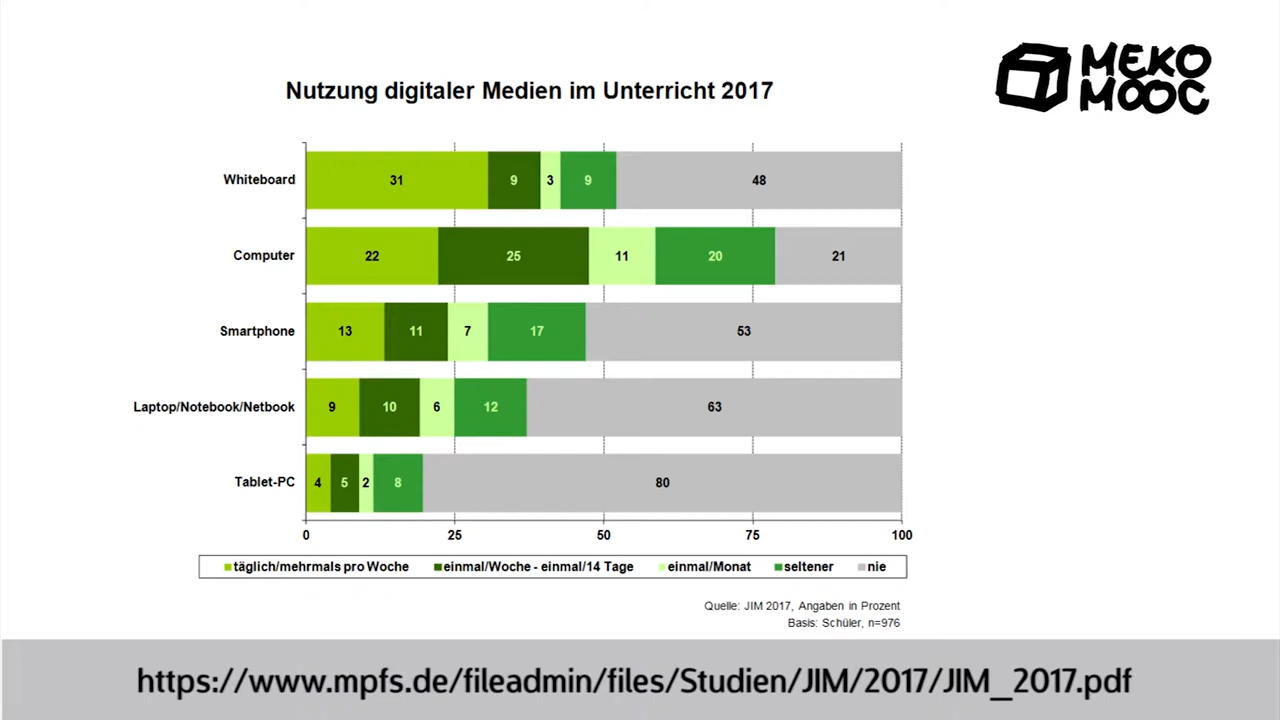 MEKO
MOOC
Nutzung digitaler Medien im Unterricht 2017
Whiteboard 31 9 3 9 48
Computer 22 25 11 20 21
Smartphone 13 11 7 17 53
Laptop/Notebook/Netbook 9 10 6 12 63
Tablet-PC 4 5 2 8 80
0 25 50 75 100
täglich/mehrmals pro Woche einmal/Woche - einmal/14 Tage einmal/Monat seltener nie
Quelle: JIM 2017, Angaben in Prozent
Basis: Schüler, n=976
https://www.mpfs.de/fileadmin/files/Studien/JIM/2017/JIM_2017.pdf